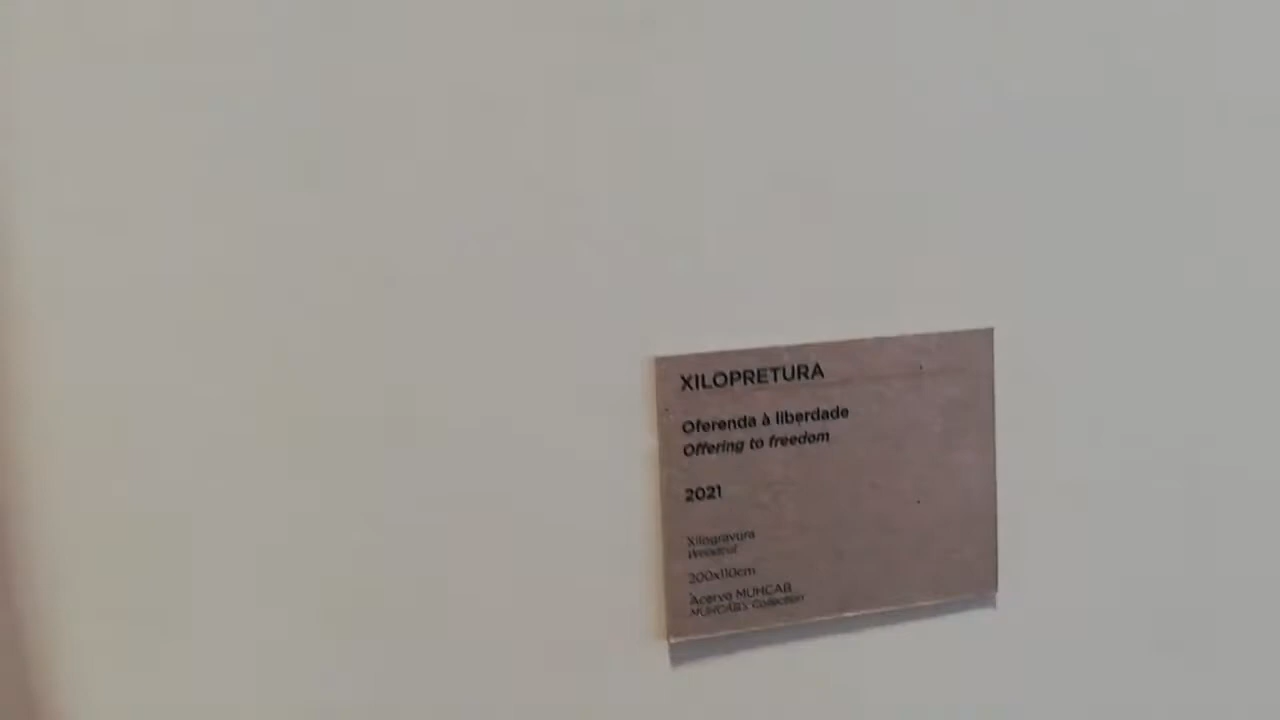 XILOPRETURA
Oferenda à liberdade
Offering to freedom
2021
Xilogravura
Woodcut
200x110cm
Acervo MUHCAB
MUHCAB's Collection